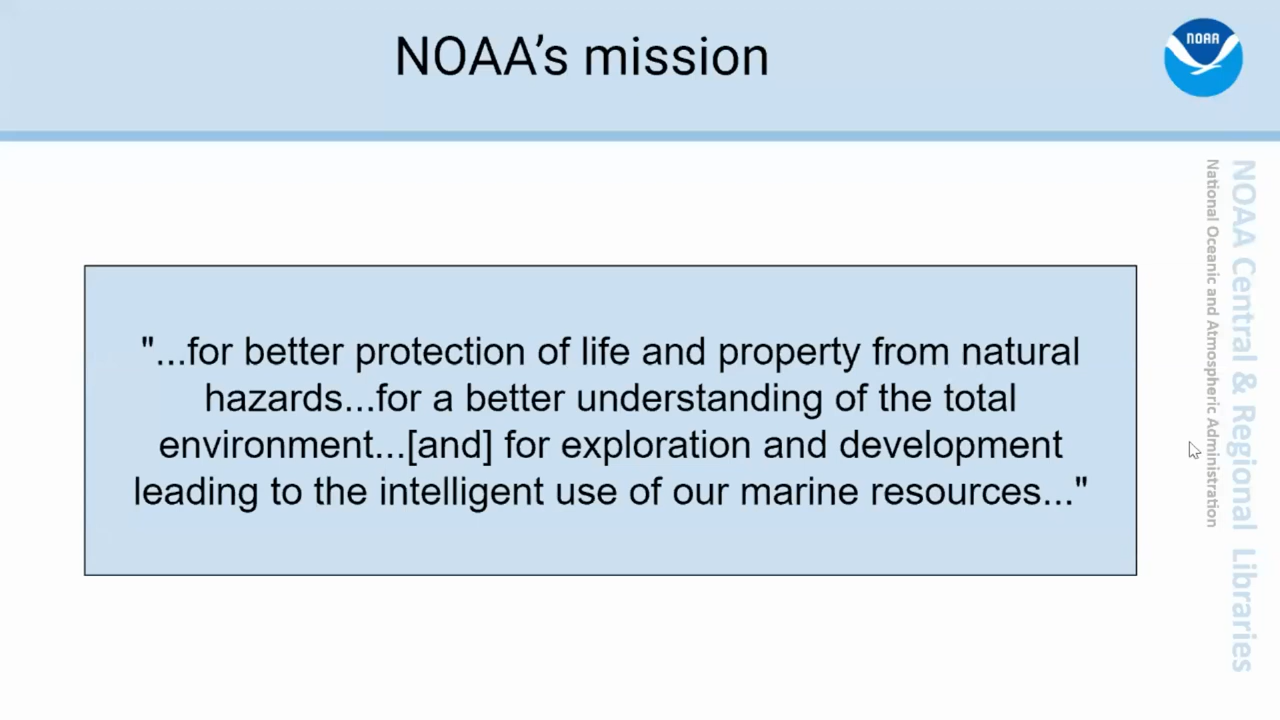 NOAA’s mission
NOAA
"...for better protection of life and property from natural
hazards...for a better understanding of the total
environment...[and] for exploration and development
leading to the intelligent use of our marine resources..."
NOAA Central & Regional Libraries
National Oceanic and Atmospheric Administration